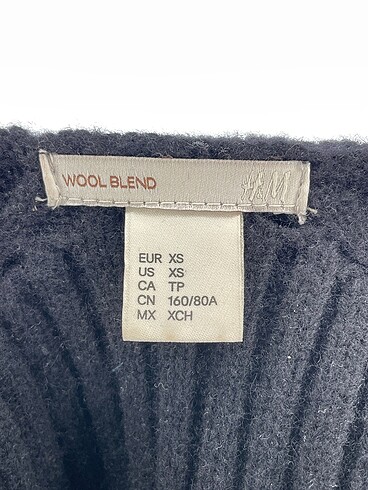 WOOL BLEND H&M
EUR XS
US XS
CA TP
CN 160/80A
MX XCH